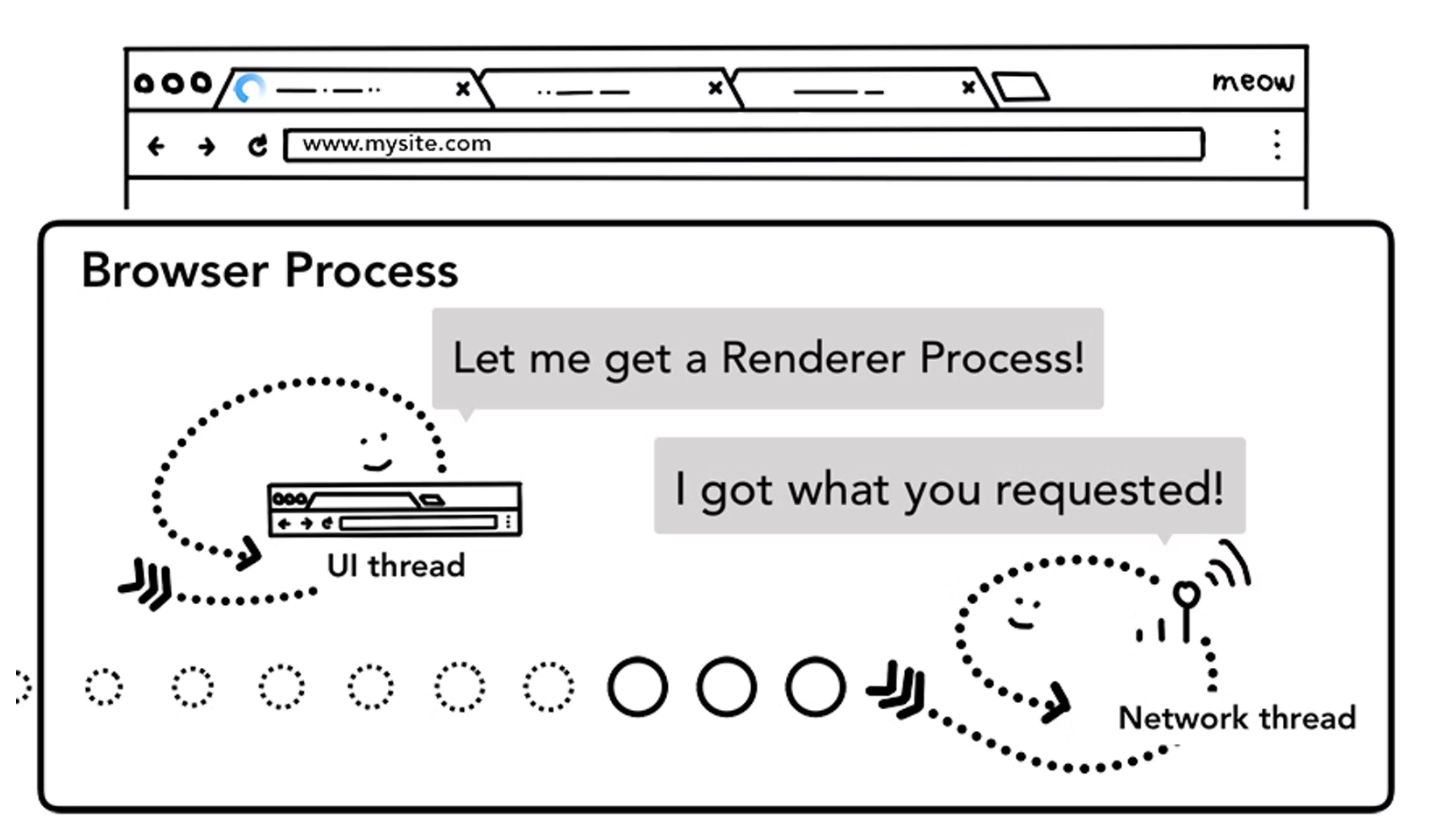 meow
www.mysite.com
Browser Process
Let me get a Renderer Process!
I got what you requested!
UI thread
Network thread